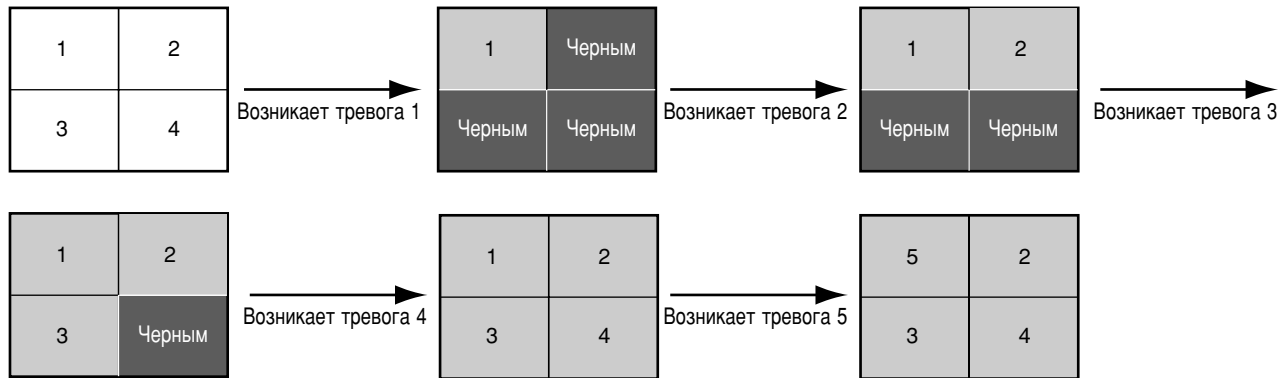 1 2
3 4
Возникает тревога 1
1 Черным
Черным Черным
Возникает тревога 2
1 2
Черным Черным
Возникает тревога 3
1 2
3 Черным
Возникает тревога 4
1 2
3 4
Возникает тревога 5
5 2
3 4